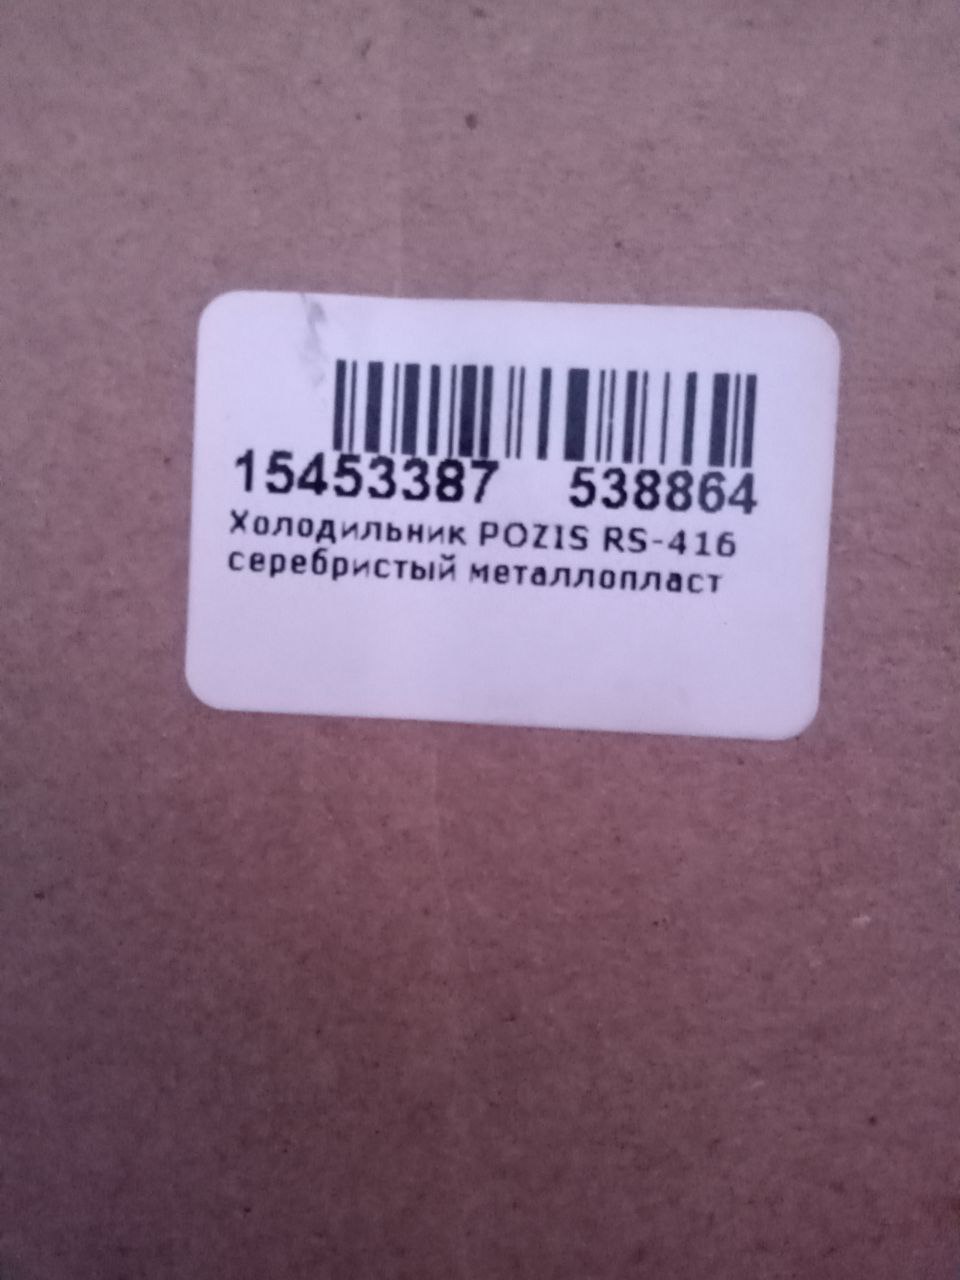 15453387 538864
Холодильник POZIS RS-416
серебристый металлопласт